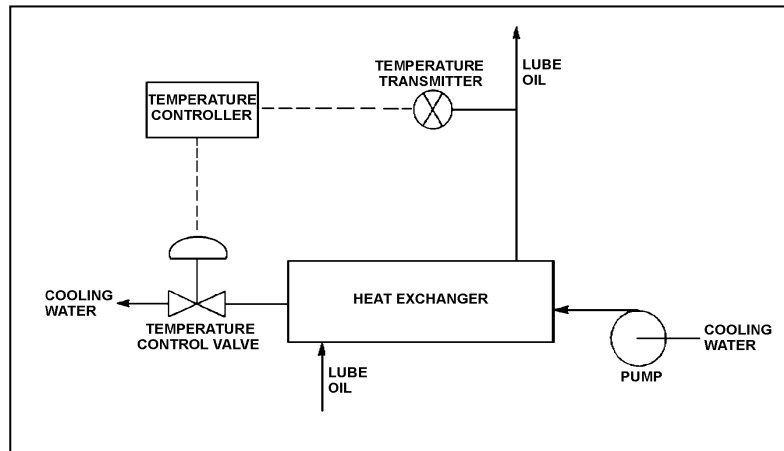 TEMPERATURE
TRANSMITTER
LUBE
OIL
TEMPERATURE
CONTROLLER
HEAT EXCHANGER
COOLING
WATER
TEMPERATURE
CONTROL VALVE
LUBE
OIL
PUMP
COOLING
WATER